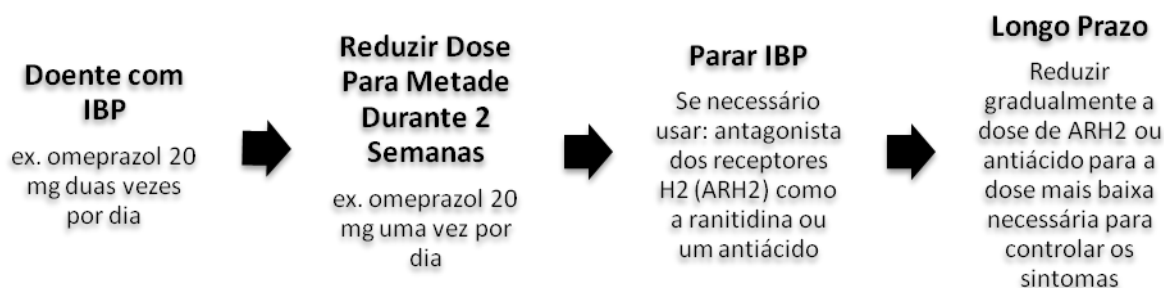 Doente com
IBP
ex. omeprazol 20
mg duas vezes
por dia
Reduzir Dose
Para Metade
Durante 2
Semanas
ex. omeprazol 20
mg uma vez por
dia
Parar IBP
Se necessário
usar: antagonista
dos receptores
H2 (ARH2) como
a ranitidina ou
um antiácido
Longo Prazo
Reduzir
gradualmente a
dose de ARH2 ou
antiácido para a
dose mais baixa
necessária para
controlar os
sintomas